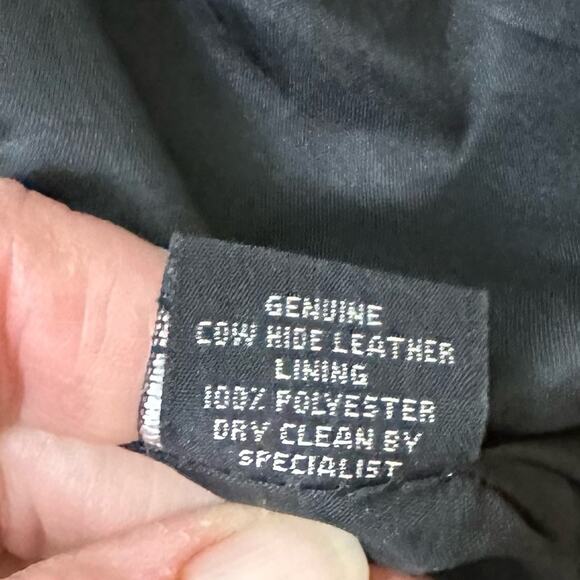 GENUINE
COW HIDE LEATHER
LINING
100% POLYESTER
DRY CLEAN BY
SPECIALIST